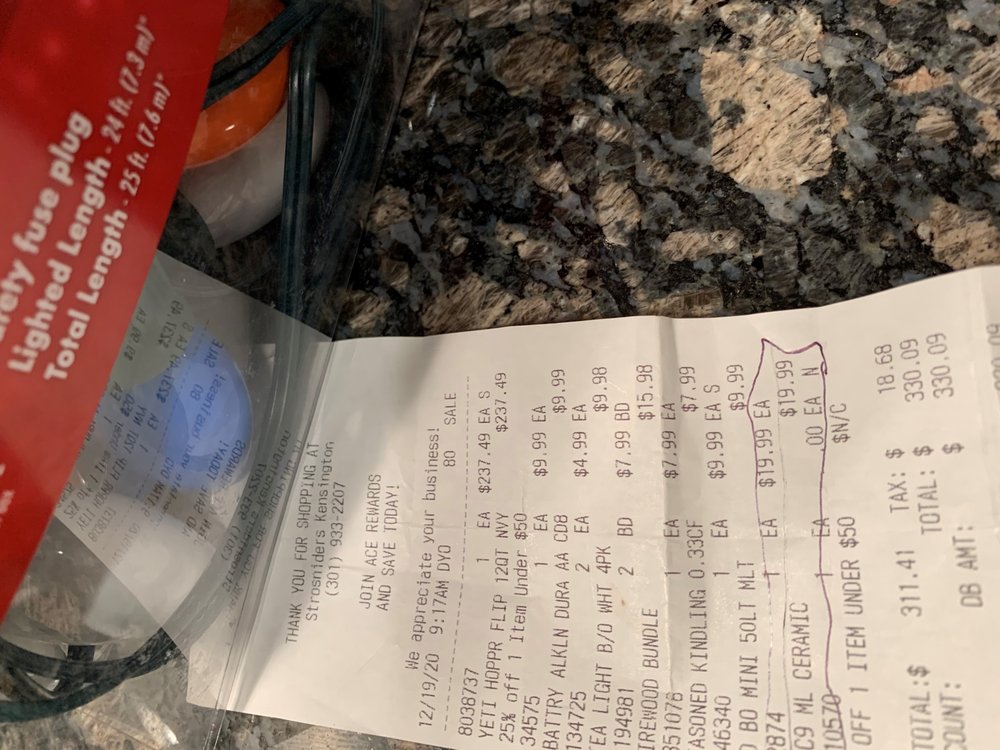 ety fuse plug
Lighted Length - 24 ft. (7.3 m)*
Total Length - 25 ft. (7.6 m)*
THANK YOU FOR SHOPPING AT
Strosniders Kensington
(301) 933-2207
JOIN ACE REWARDS
AND SAVE TODAY!
We appreciate your business!
12/19/20 9:17AM DYO 80 SALE
8038737 1 EA $237.49 EA S
YETI HOPPR FLIP 12QT NVY $237.49
25% off 1 Item Under $50
34575 1 EA $9.99 EA
BATTRY ALKLN DURA AA CD8 $9.99
134725 2 EA $4.99 EA
EA LIGHT B/O WHT 4PK $9.98
194981 2 BD $7.99 BD
IREWOOD BUNDLE $15.98
851078 1 EA $7.99 EA
ASONED KINDLING 0.33CF $7.99
46340 1 EA $9.99 EA S
BO MINI 50LT MLT $9.99
874 1 EA $19.99 EA
C9 ML CERAMIC $19.99
10520 1 EA .00 EA N
OFF 1 ITEM UNDER $50 $N/C
TOTAL:$ 311.41 TAX: $ 18.68
OUNT: TOTAL: $ 330.09
DB AMT: $ 330.09